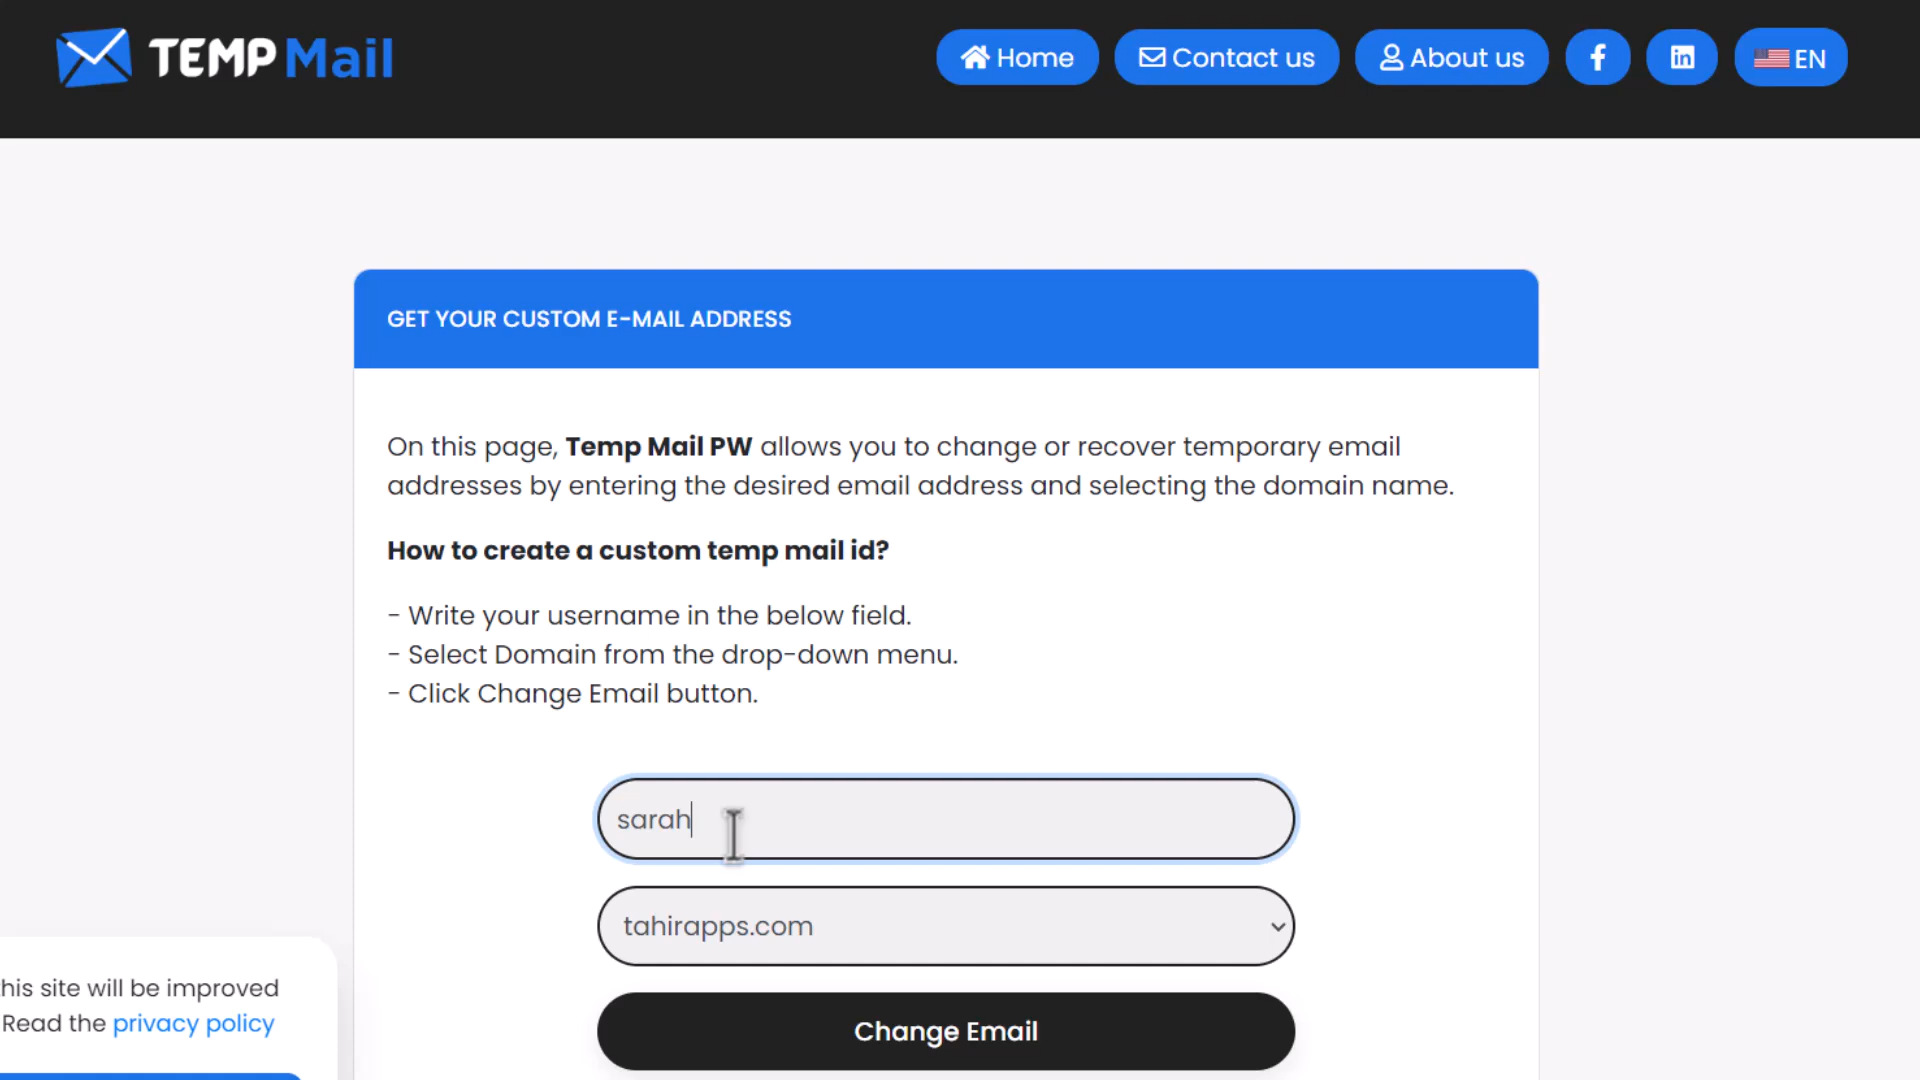 TEMP Mail
Home
Contact us
About us
EN
GET YOUR CUSTOM E-MAIL ADDRESS
On this page, Temp Mail PW allows you to change or recover temporary email
addresses by entering the desired email address and selecting the domain name.
How to create a custom temp mail id?
- Write your username in the below field.
- Select Domain from the drop-down menu.
- Click Change Email button.
sarah
tahirapps.com
Change Email
his site will be improved
Read the privacy policy